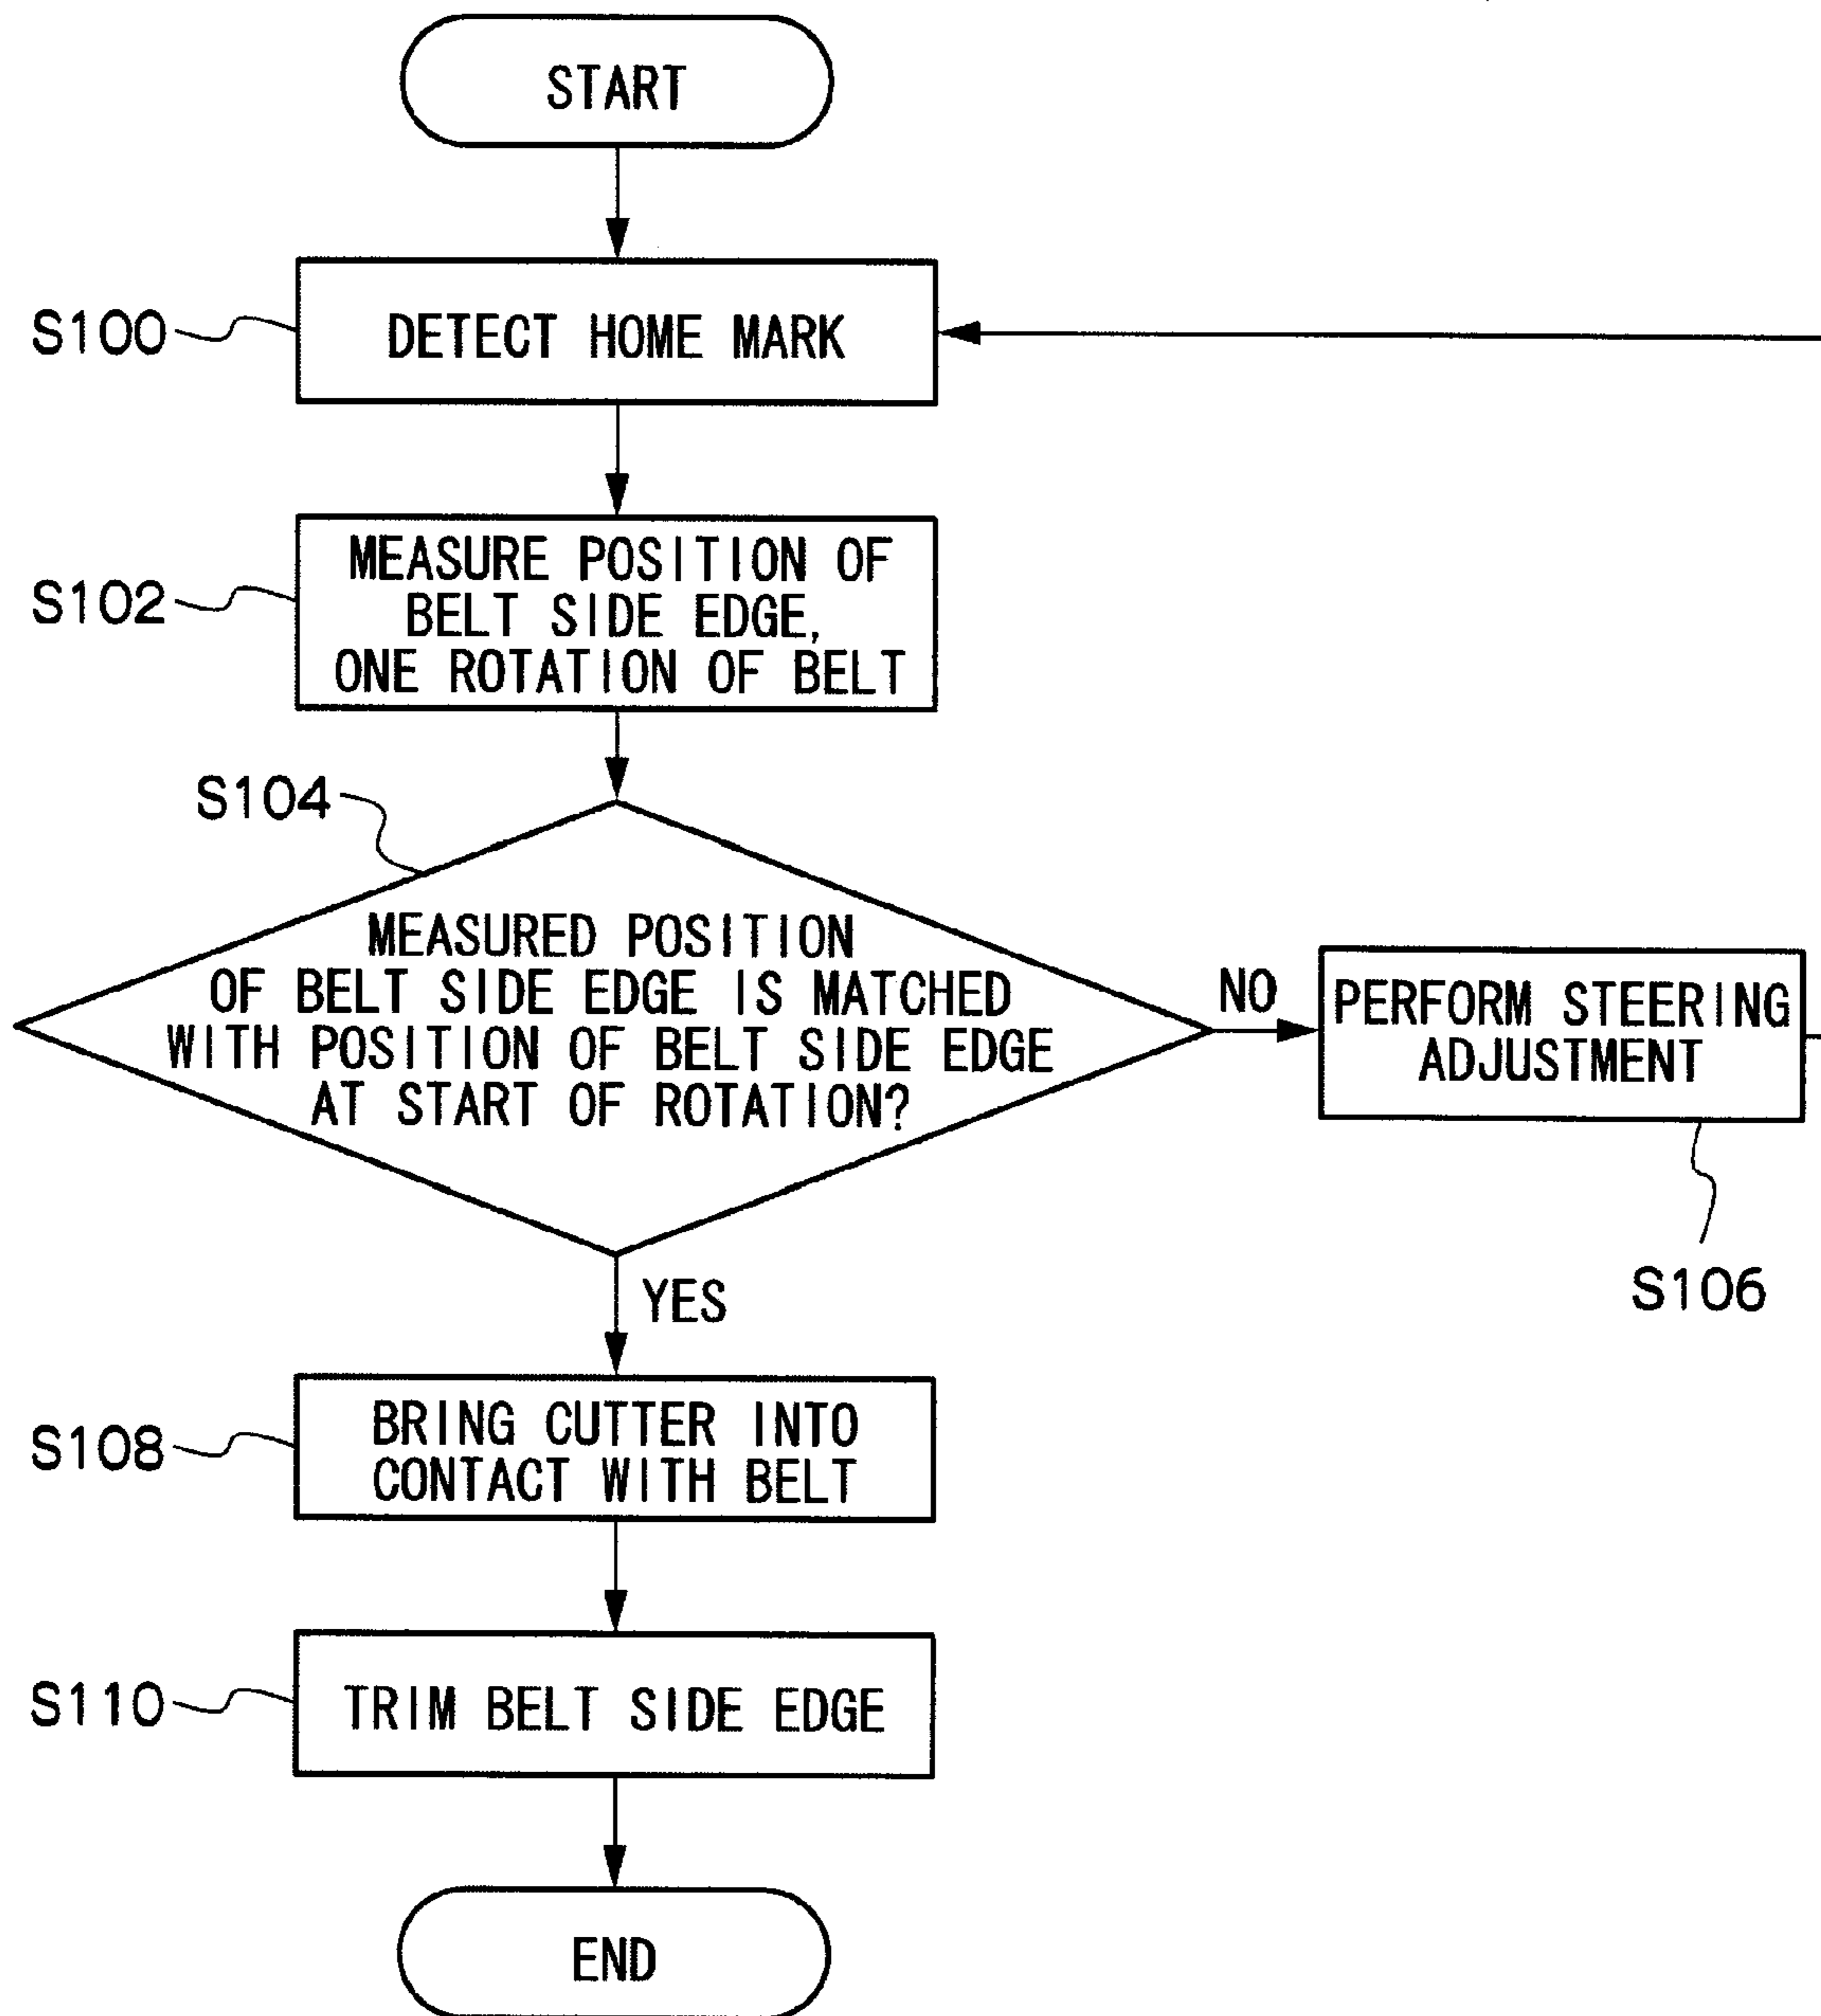 START
S100
DETECT HOME MARK
S102
MEASURE POSITION OF
BELT SIDE EDGE,
ONE ROTATION OF BELT
S104
MEASURED POSITION
OF BELT SIDE EDGE IS MATCHED
WITH POSITION OF BELT SIDE EDGE
AT START OF ROTATION?
NO
PERFORM STEERING
ADJUSTMENT
S106
YES
S108
BRING CUTTER INTO
CONTACT WITH BELT
S110
TRIM BELT SIDE EDGE
END